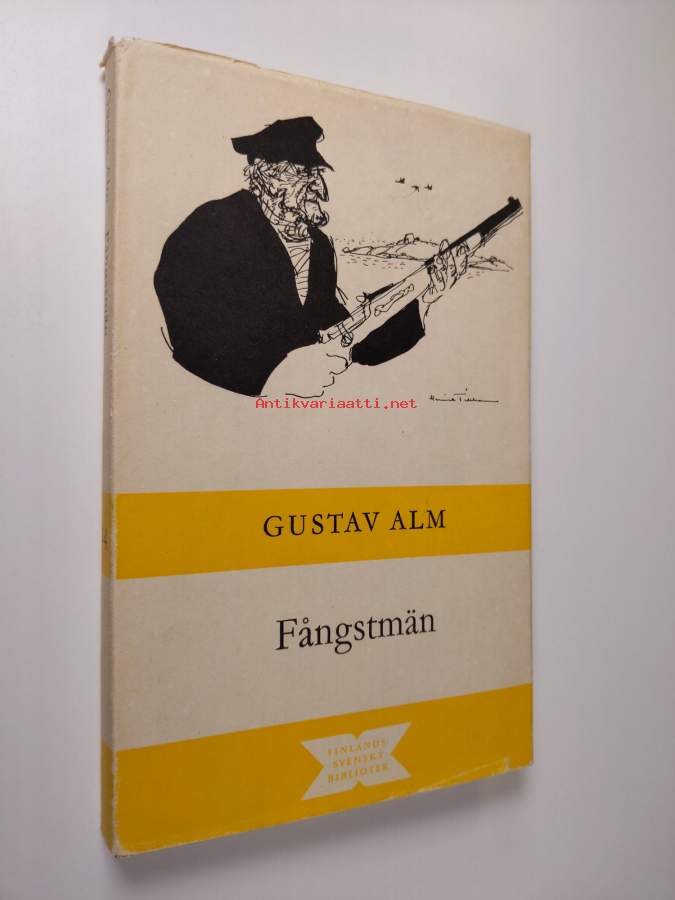 Antikvariaatti.net
GUSTAV ALM
Fångstmän
FINLANDS
SVENSKT
BIBLIOTEK